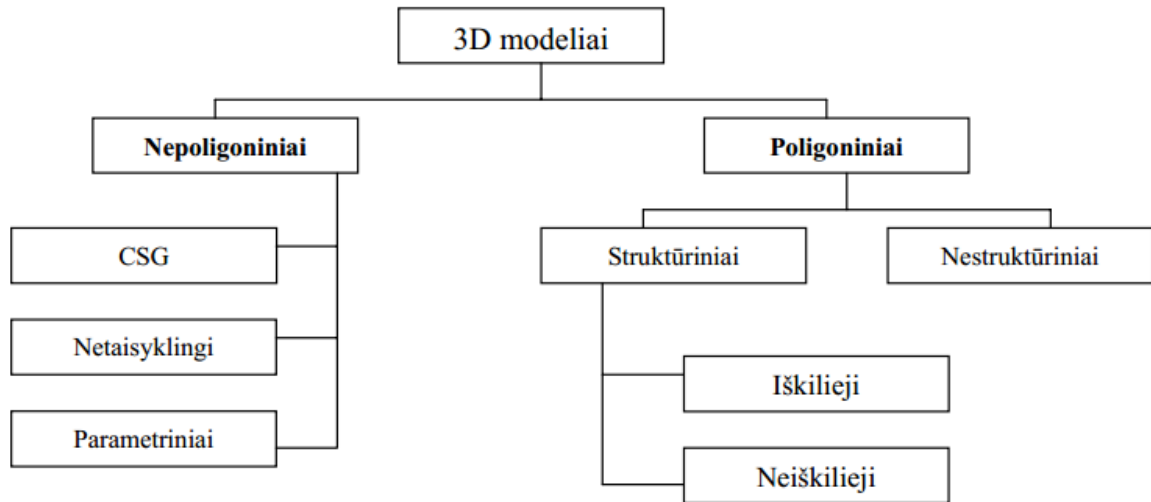 3D modeliai
Nepoligoniniai
Poligoniniai
CSG
Struktūriniai
Nestruktūriniai
Netaisyklingi
Iškilieji
Parametriniai
Neiškilieji